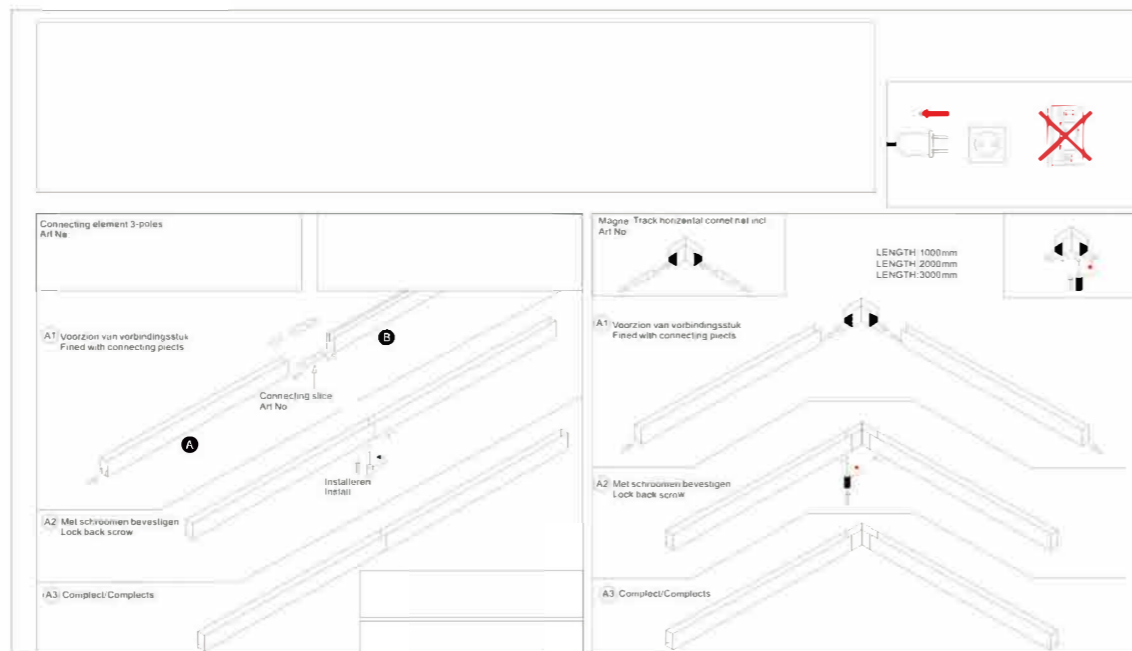 Connecting element 3-poles
Art No
A1 Voorzion van vorbindingsstuk
Fined with connecting piects
B
Connecting slice
Art No
A
Installeren
Install
A2 Met schroomen bevestigen
Lock back scrow
A3 Complect/Complects
Magne Track horizontal cornet not incl
Art No
LENGTH:1000mm
LENGTH:2000mm
LENGTH:3000mm
A1 Voorzion van vorbindingsstuk
Fined with connecting piects
A2 Met schroomen bevestigen
Lock back scrow
A3 Complect/Complects